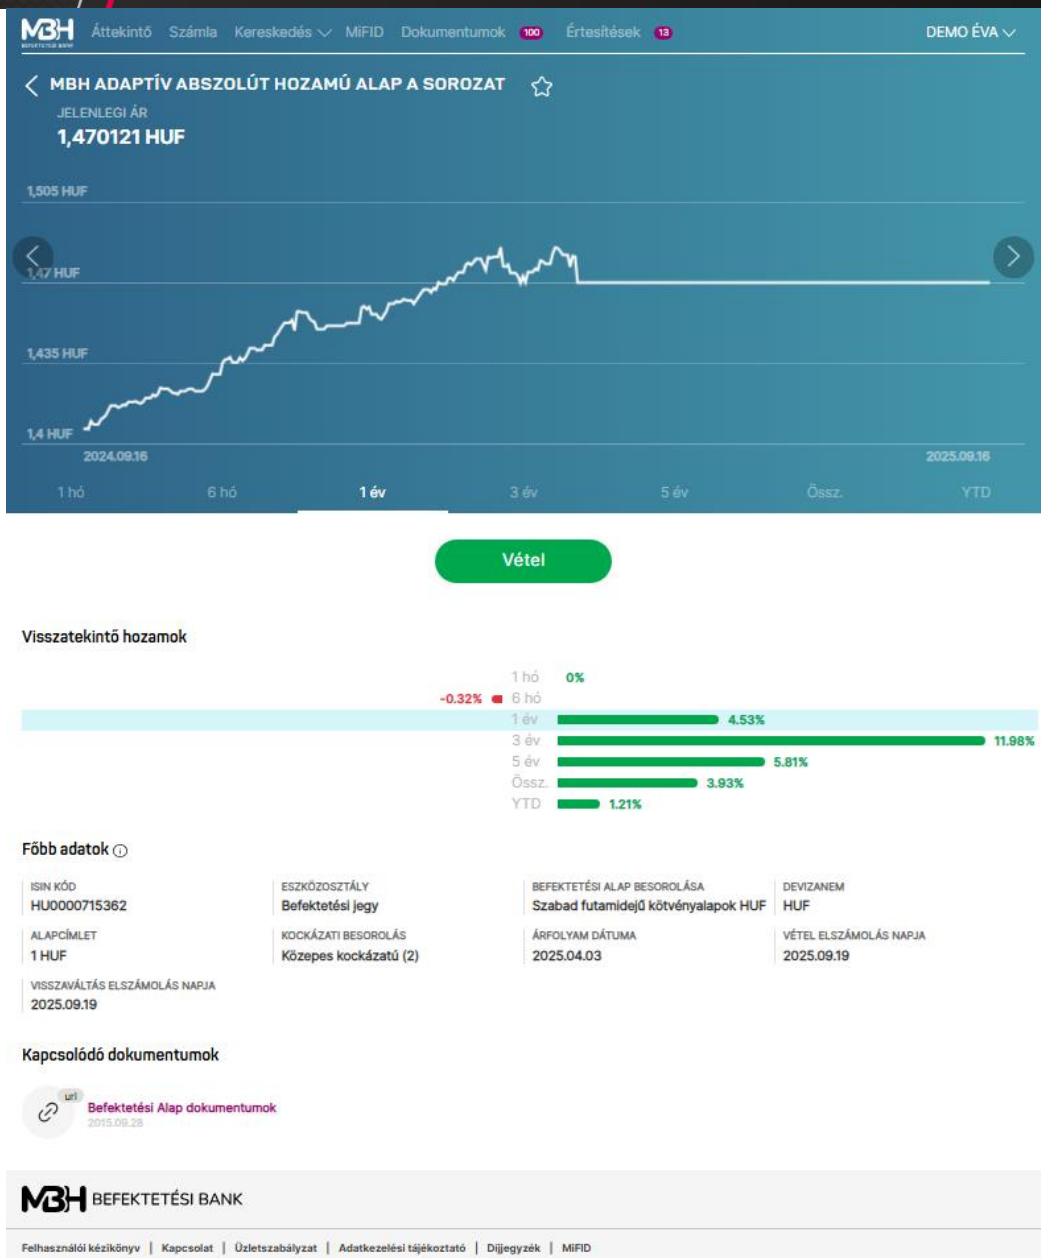 MBH Áttekintő Számla Kereskedés MiFID Dokumentumok 100 Értesítések 13 DEMO ÉVA
BEFEKTETÉSI BANK
MBH ADAPTÍV ABSZOLÚT HOZAMÚ ALAP A SOROZAT
JELENLEGI ÁR
1,470121 HUF
1,505 HUF
1,47 HUF
1,435 HUF
1,4 HUF
2024.09.16 2025.09.16
1 hó 6 hó 1 év 3 év 5 év Össz. YTD
Vétel
Visszatekintő hozamok
1 hó 0%
-0.32% 6 hó
1 év 4.53%
3 év 11.98%
5 év 5.81%
Össz. 3.93%
YTD 1.21%
Főbb adatok
ISIN KÓD ESZKÖZOSZTÁLY BEFEKTETÉSI ALAP BESOROLÁSA DEVIZANEM
HU0000715362 Befektetési jegy Szabad futamidejű kötvényalapok HUF HUF
ALAPCÍMLET KOCKÁZATI BESOROLÁS ÁRFOLYAM DÁTUMA VÉTEL ELSZÁMOLÁS NAPJA
1 HUF Közepes kockázatú (2) 2025.04.03 2025.09.19
VISSZAVÁLTÁS ELSZÁMOLÁS NAPJA
2025.09.19
Kapcsolódó dokumentumok
url
Befektetési Alap dokumentumok
2015.09.28
MBH BEFEKTETÉSI BANK
Felhasználói kézikönyv | Kapcsolat | Üzletszabályzat | Adatkezelési tájékoztató | Díjjegyzék | MiFID